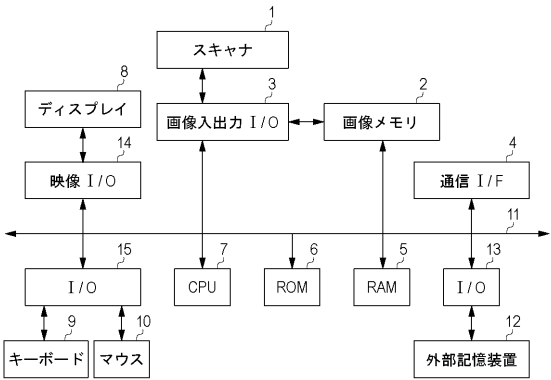 1
スキャナ
8
ディスプレイ
3
画像入出力 I/O
2
画像メモリ
14
映像 I/O
4
通信 I/F
11
15
I/O
7
CPU
6
ROM
5
RAM
13
I/O
9
キーボード
10
マウス
12
外部記憶装置